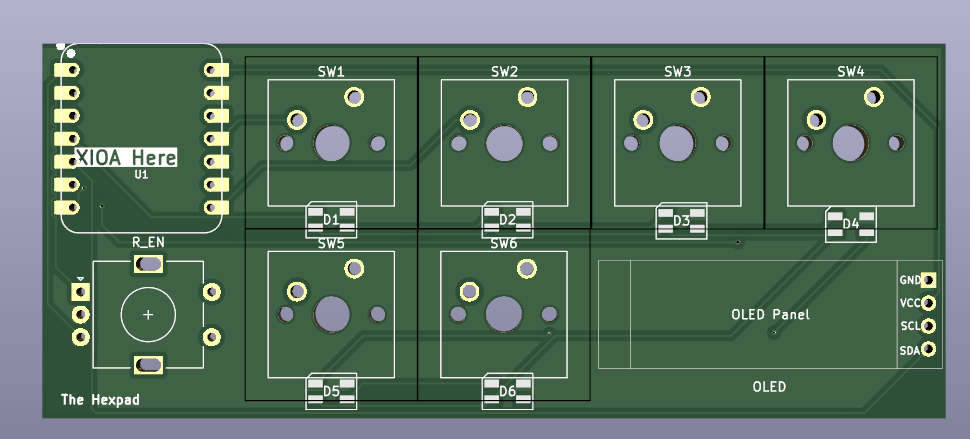 SW1
SW2
SW3
SW4
XIOA Here
U1
D1
D2
D3
D4
R_EN
SW5
SW6
GND
VCC
OLED Panel
SCL
SDA
D5
D6
OLED
The Hexpad